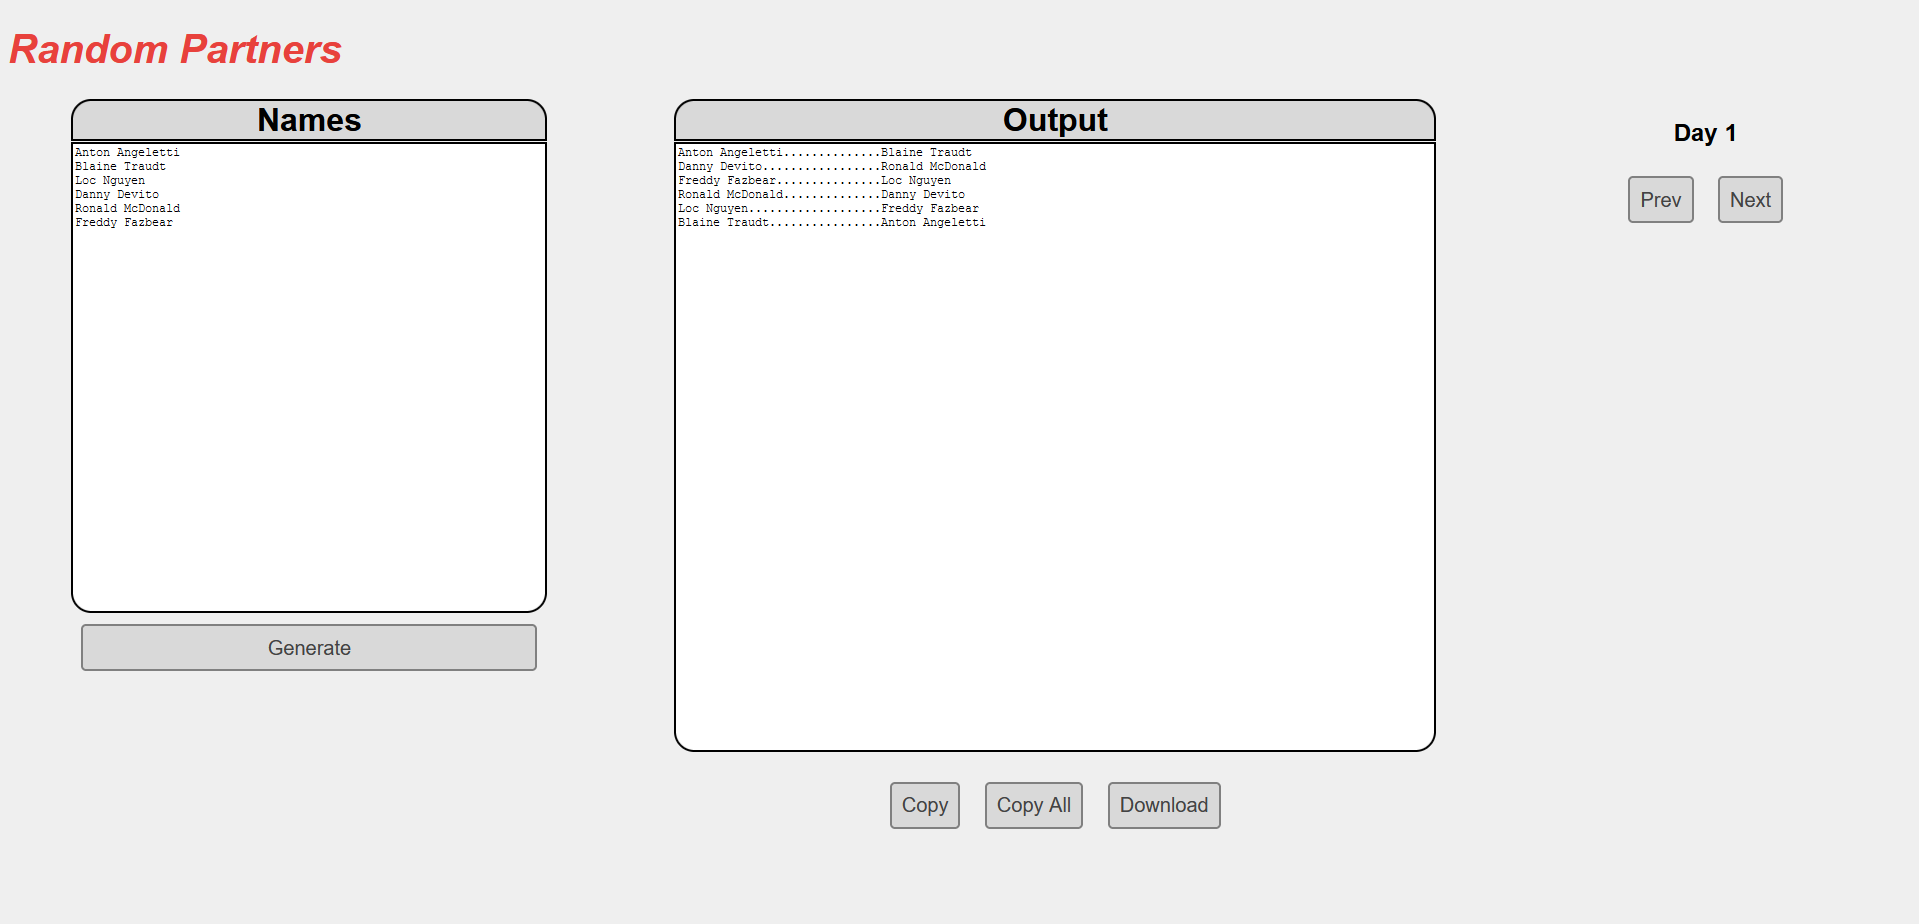 Random Partners
Names
Anton Angeletti
Blaine Traudt
Loc Nguyen
Danny Devito
Ronald McDonald
Freddy Fazbear
Generate
Output
Anton Angeletti..............Blaine Traudt
Danny Devito.................Ronald McDonald
Freddy Fazbear...............Loc Nguyen
Ronald McDonald..............Danny Devito
Loc Nguyen...................Freddy Fazbear
Blaine Traudt................Anton Angeletti
Copy Copy All Download
Day 1
Prev Next